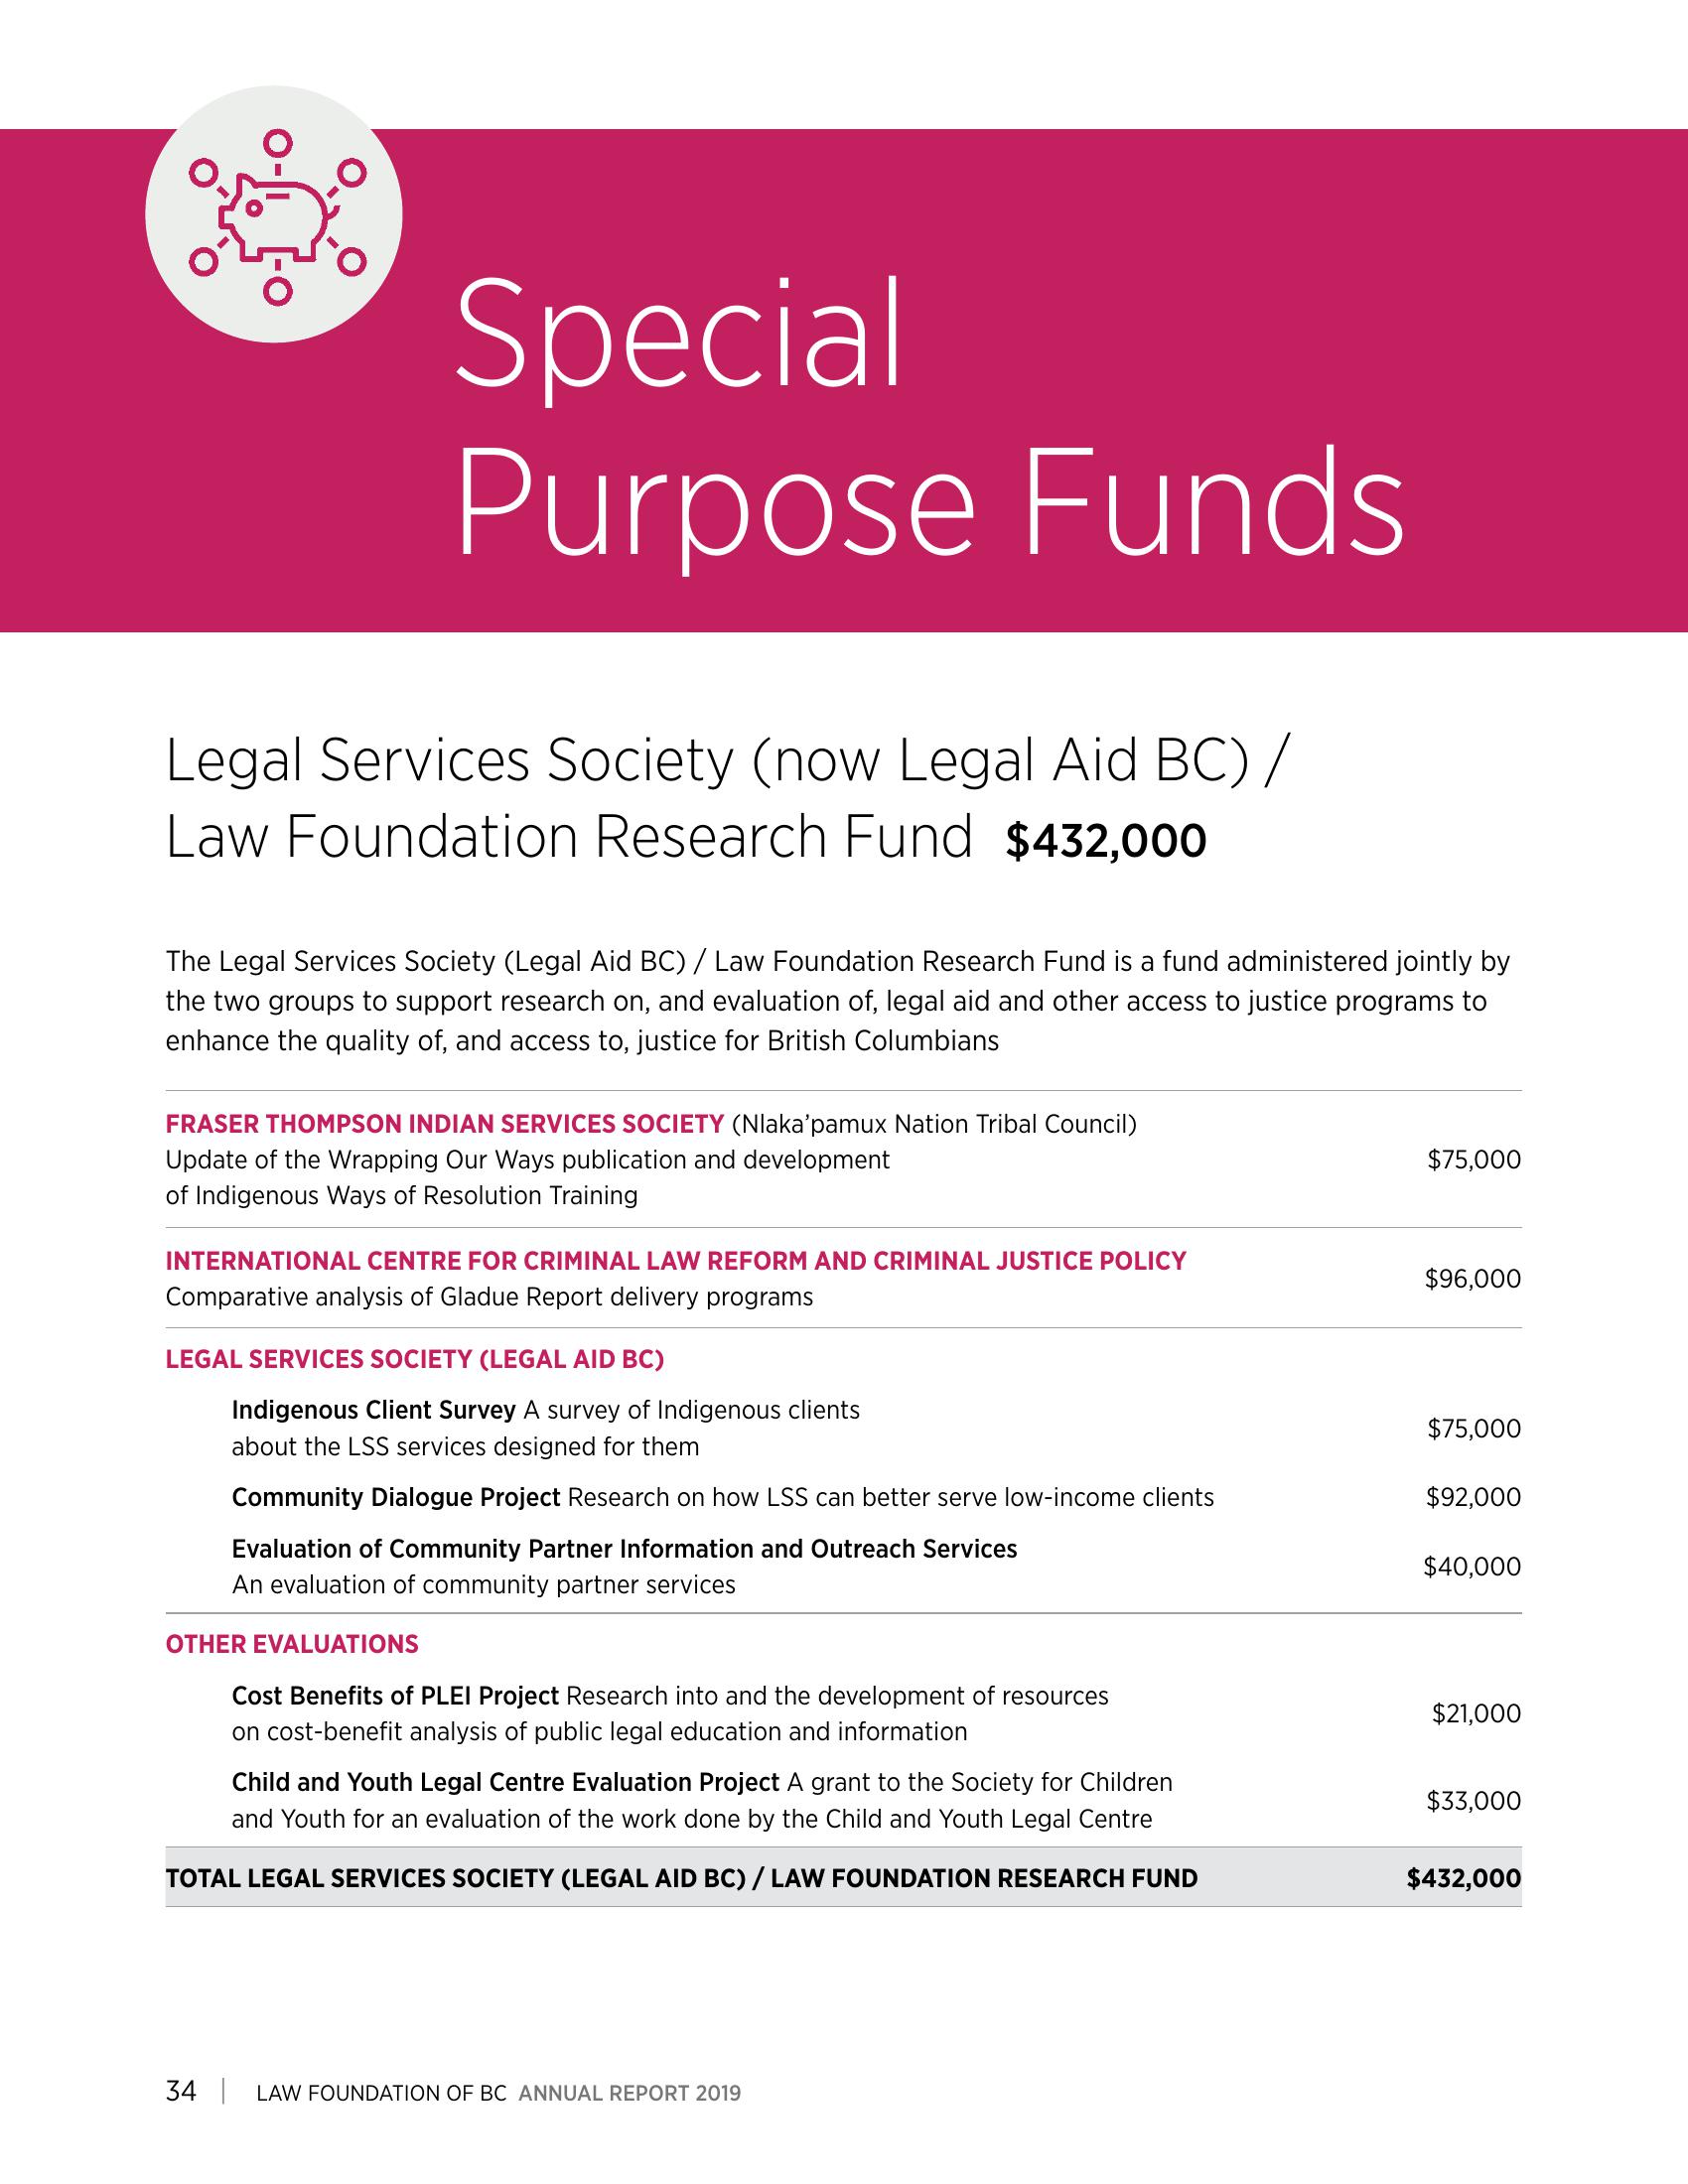 Special
Purpose Funds
Legal Services Society (now Legal Aid BC) /
Law Foundation Research Fund $432,000
The Legal Services Society (Legal Aid BC) / Law Foundation Research Fund is a fund administered jointly by
the two groups to support research on, and evaluation of, legal aid and other access to justice programs to
enhance the quality of, and access to, justice for British Columbians
FRASER THOMPSON INDIAN SERVICES SOCIETY (Nlaka’pamux Nation Tribal Council)
Update of the Wrapping Our Ways publication and development
of Indigenous Ways of Resolution Training
$75,000
INTERNATIONAL CENTRE FOR CRIMINAL LAW REFORM AND CRIMINAL JUSTICE POLICY
Comparative analysis of Gladue Report delivery programs
$96,000
LEGAL SERVICES SOCIETY (LEGAL AID BC)
Indigenous Client Survey A survey of Indigenous clients
about the LSS services designed for them
$75,000
Community Dialogue Project Research on how LSS can better serve low-income clients $92,000
Evaluation of Community Partner Information and Outreach Services
An evaluation of community partner services
$40,000
OTHER EVALUATIONS
Cost Benefits of PLEI Project Research into and the development of resources
on cost-benefit analysis of public legal education and information
$21,000
Child and Youth Legal Centre Evaluation Project A grant to the Society for Children
and Youth for an evaluation of the work done by the Child and Youth Legal Centre
$33,000
TOTAL LEGAL SERVICES SOCIETY (LEGAL AID BC) / LAW FOUNDATION RESEARCH FUND $432,000
34 | LAW FOUNDATION OF BC ANNUAL REPORT 2019